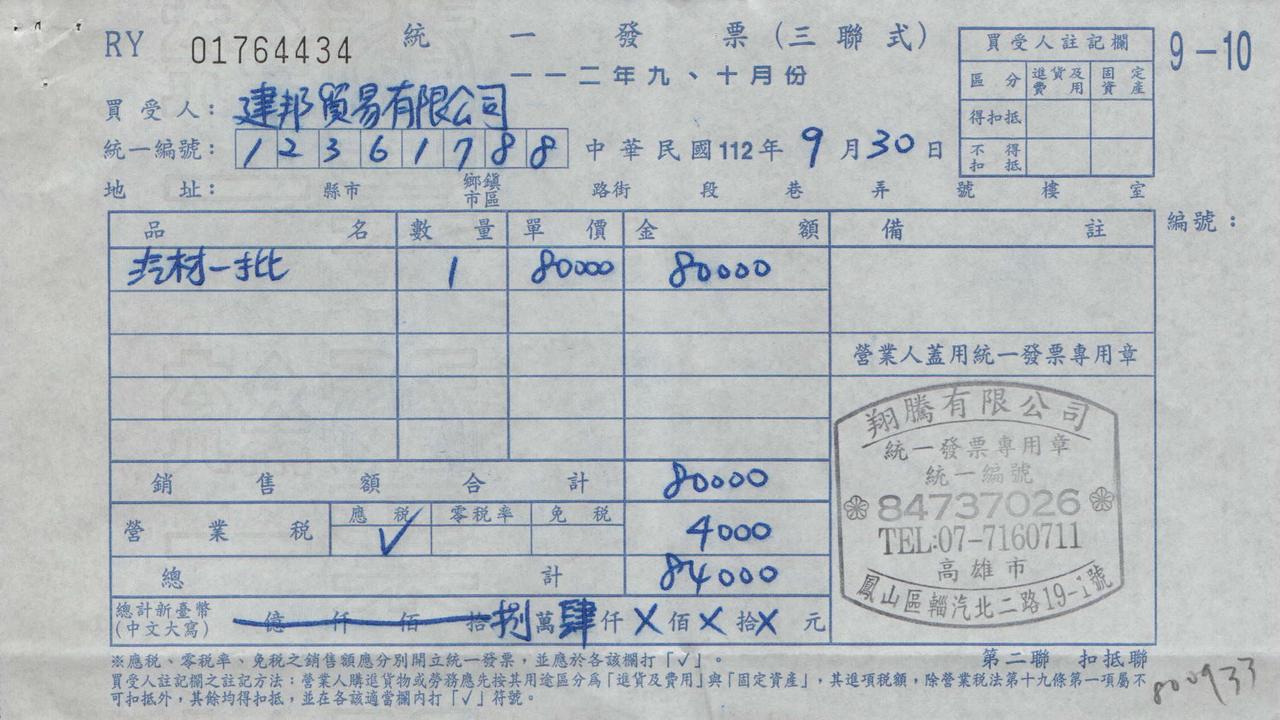 RY 01764434 統一發票(三聯式) 9-10
一一二年九、十月份
買受人註記欄
區分 進貨及費用 固定資產
得扣抵
不得扣抵
買受人：建邦貿易有限公司
統一編號：12361788 中華民國112年9月30日
地址： 縣市 鄉鎮市區 路街 段 巷 弄 號 樓 室
編號：
品名 數量 單價 金額 備註
汽材一批 1 80000 80000
營業人蓋用統一發票專用章
翔騰有限公司
統一發票專用章
統一編號
84737026
TEL:07-7160711
高雄市
鳳山區輜汽北二路19-1號
銷售額合計 80000
營業稅 應稅 √ 零稅率 免稅 4000
總計 84000
總計新臺幣(中文大寫) 億仟佰拾捌萬肆仟X佰X拾X元
※應稅、零稅率、免稅之銷售額應分別開立統一發票，並應於各該欄打「√」。
第二聯 扣抵聯
買受人註記欄之註記方法：營業人購進貨物或勞務應先按其用途區分為「進貨及費用」與「固定資產」，其進項稅額，除營業稅法第十九條第一項屬不
可扣抵外，其餘均得扣抵，並在各該適當欄內打「√」符號。
800933